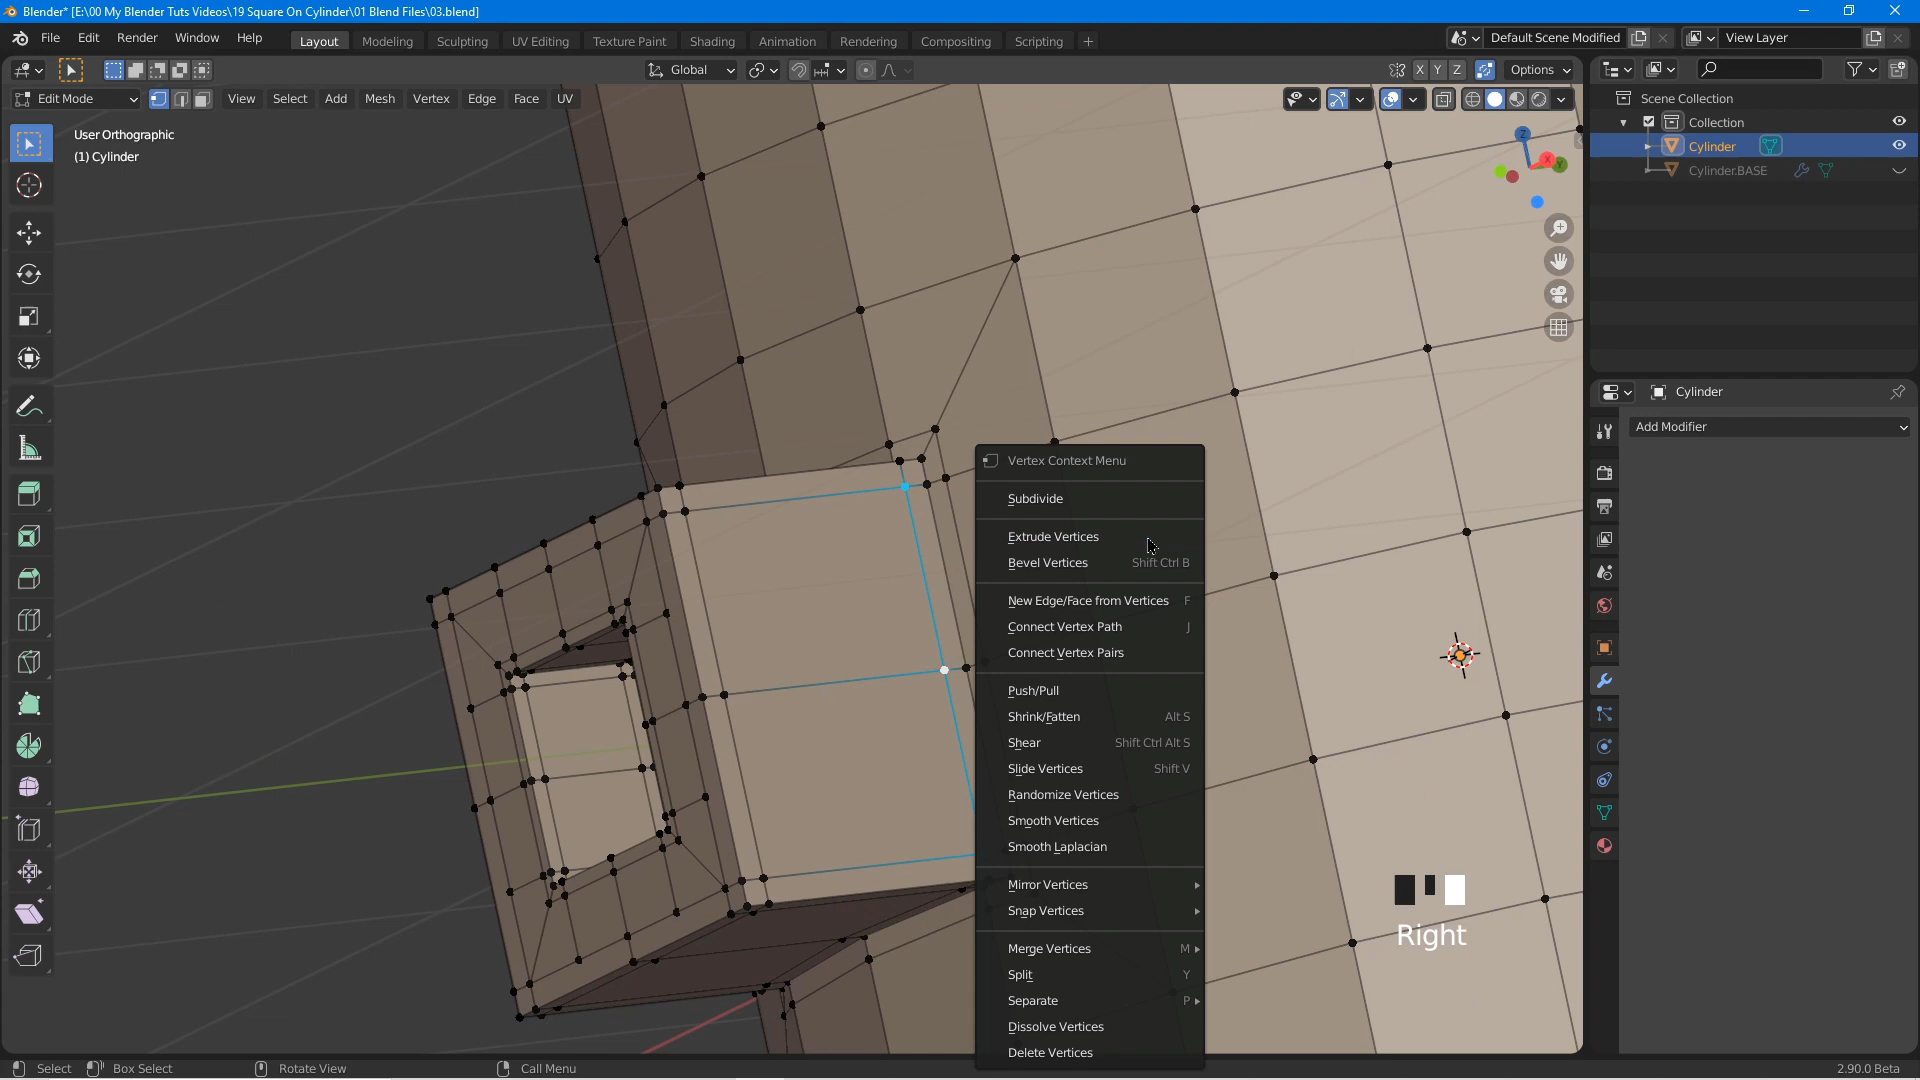 Blender* [E:\00 My Blender Tuts Videos\19 Square On Cylinder\01 Blend Files\03.blend]
File Edit Render Window Help
Layout Modeling Sculpting UV Editing Texture Paint Shading Animation Rendering Compositing Scripting +
Default Scene Modified View Layer
Global X Y Z Options
Edit Mode View Select Add Mesh Vertex Edge Face UV
User Orthographic
(1) Cylinder
Z
X
Y
Scene Collection
Collection
Cylinder
Cylinder.BASE
Cylinder
Add Modifier
Vertex Context Menu
Subdivide
Extrude Vertices
Bevel Vertices Shift Ctrl B
New Edge/Face from Vertices F
Connect Vertex Path J
Connect Vertex Pairs
Push/Pull
Shrink/Fatten Alt S
Shear Shift Ctrl Alt S
Slide Vertices Shift V
Randomize Vertices
Smooth Vertices
Smooth Laplacian
Mirror Vertices
Snap Vertices
Merge Vertices M
Split Y
Separate P
Dissolve Vertices
Delete Vertices
Right
Select Box Select Rotate View Call Menu 2.90.0 Beta